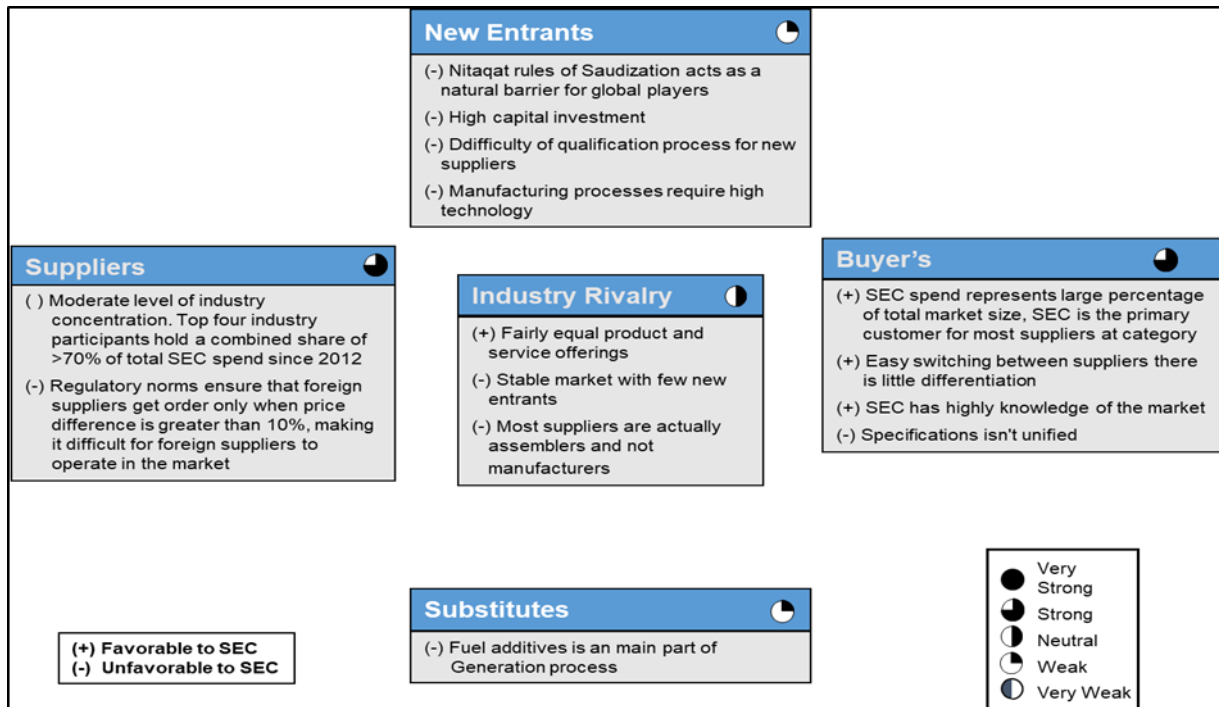 New Entrants
(-) Nitaqat rules of Saudization acts as a
natural barrier for global players
(-) High capital investment
(-) Ddifficulty of qualification process for new
suppliers
(-) Manufacturing processes require high
technology
Suppliers
( ) Moderate level of industry
concentration. Top four industry
participants hold a combined share of
>70% of total SEC spend since 2012
(-) Regulatory norms ensure that foreign
suppliers get order only when price
difference is greater than 10%, making
it difficult for foreign suppliers to
operate in the market
Industry Rivalry
(+) Fairly equal product and
service offerings
(-) Stable market with few new
entrants
(-) Most suppliers are actually
assemblers and not
manufacturers
Buyer's
(+) SEC spend represents large percentage
of total market size, SEC is the primary
customer for most suppliers at category
(+) Easy switching between suppliers there
is little differentiation
(+) SEC has highly knowledge of the market
(-) Specifications isn't unified
Substitutes
(-) Fuel additives is an main part of
Generation process
(+) Favorable to SEC
(-) Unfavorable to SEC
Very
Strong
Strong
Neutral
Weak
Very Weak